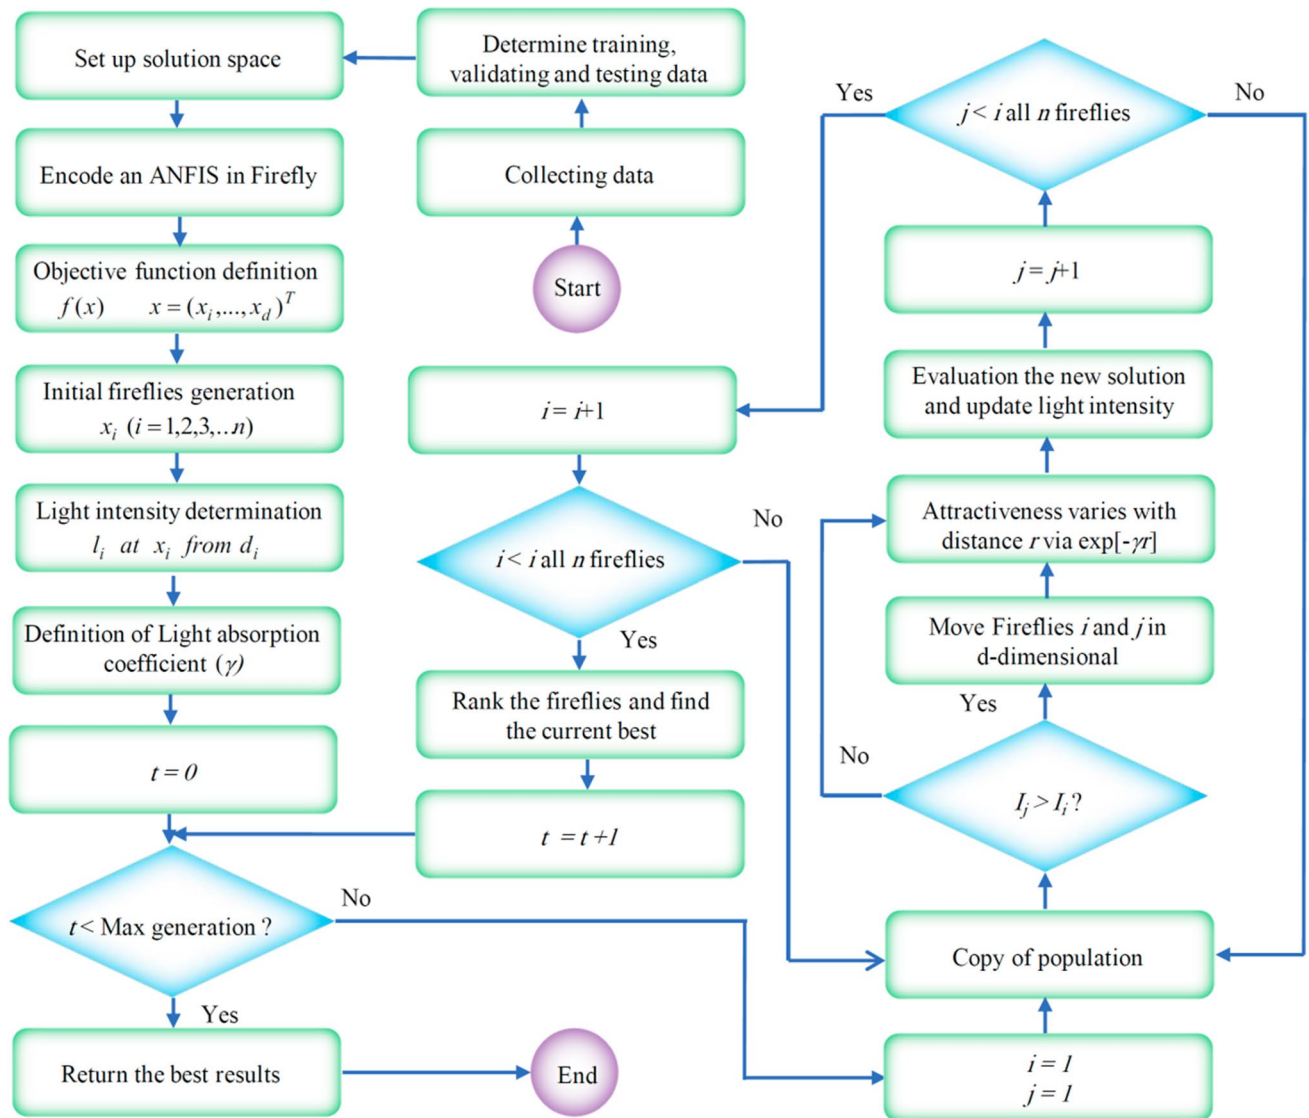 Start
Collecting data
Determine training,
validating and testing data
Set up solution space
Encode an ANFIS in Firefly
Objective function definition
f(x) x = (x_i,...,x_d)^T
Initial fireflies generation
x_i (i = 1,2,3,...n)
Light intensity determination
l_i at x_i from d_i
Definition of Light absorption
coefficient (γ)
t = 0
t < Max generation ?
Yes
No
Return the best results
End
i = 1
j = 1
Copy of population
I_j > I_i ?
Yes
No
Move Fireflies i and j in
d-dimensional
Attractiveness varies with
distance r via exp[-γr]
Evaluation the new solution
and update light intensity
j = j+1
j < i all n fireflies
Yes
No
i = i+1
i < i all n fireflies
No
Yes
Rank the fireflies and find
the current best
t = t+1